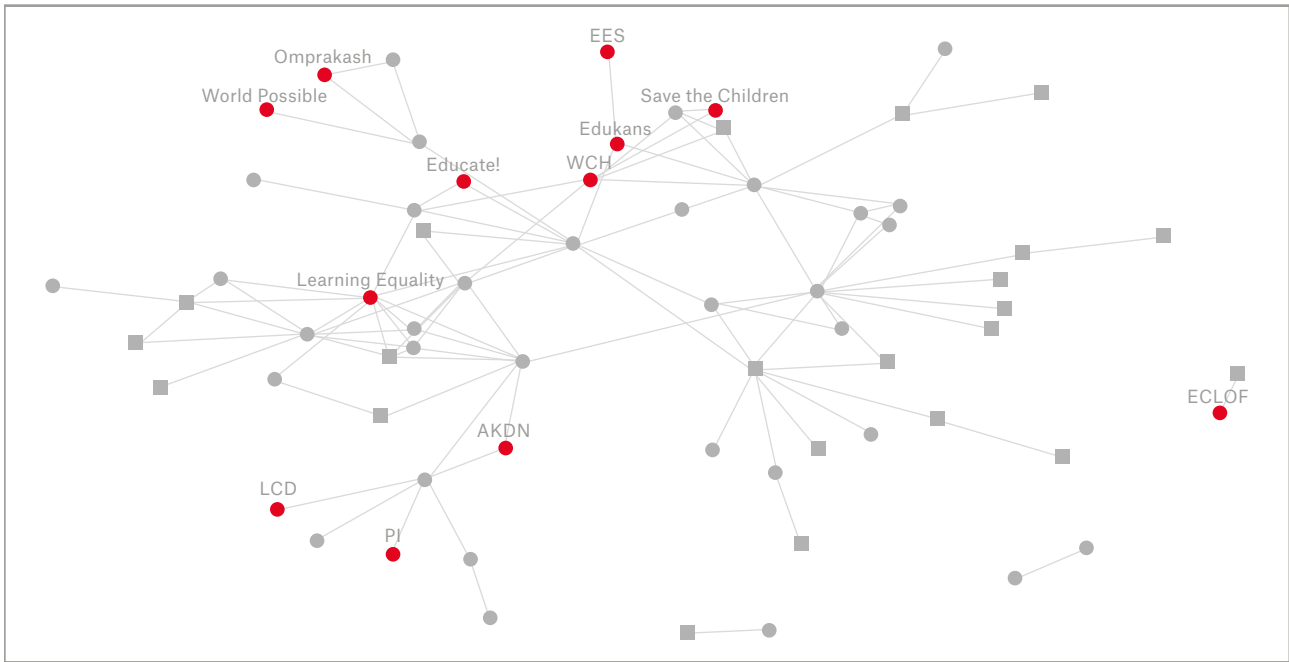 EES
Omprakash
World Possible
Save the Children
Edukans
Educate!
WCH
Learning Equality
ECLOF
AKDN
LCD
PI